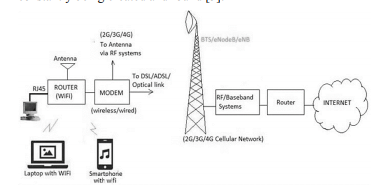 (2G/3G/4G)
To Antenna
via RF systems
BTS/eNodeB/eNB
Antenna
To DSL/ADSL/
Optical link
RJ45
ROUTER
(WiFi)
MODEM
(wireless/wired)
RF/Baseband
Systems
Router
INTERNET
(2G/3G/4G Cellular Network)
Laptop with WIFI
Smartohone
with wifi